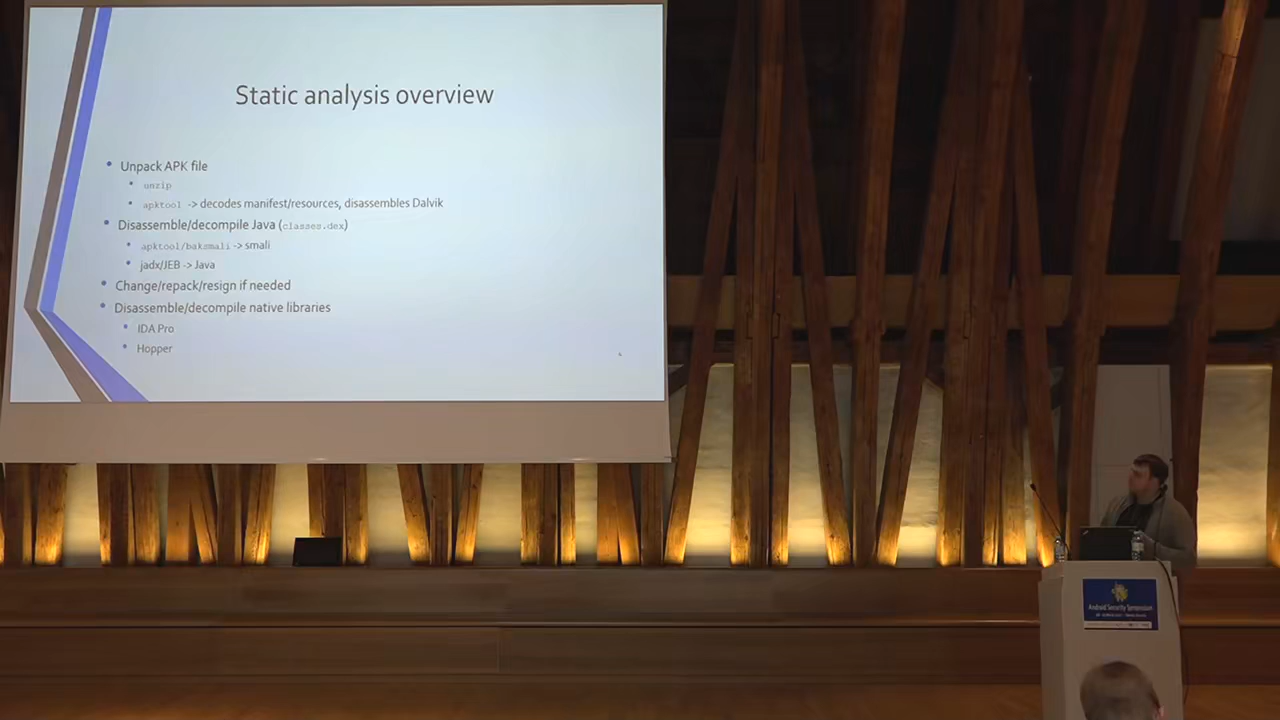 Static analysis overview
• Unpack APK file
• unzip
• apktool -> decodes manifest/resources, disassembles Dalvik
• Disassemble/decompile Java (classes.dex)
• apktool/baksmali -> smali
• jadx/JEB -> Java
• Change/repack/resign if needed
• Disassemble/decompile native libraries
• IDA Pro
• Hopper
Android Security Symposium